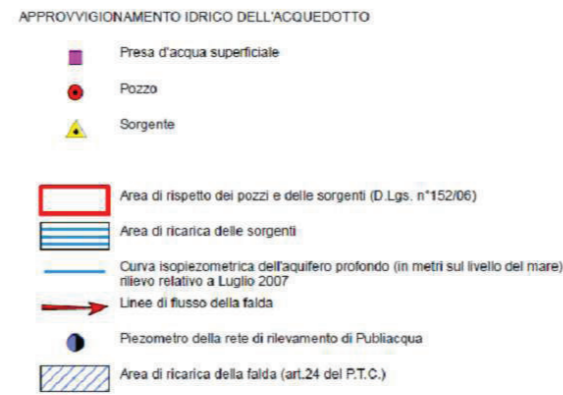 APPROVVIGIONAMENTO IDRICO DELL'ACQUEDOTTO
Presa d'acqua superficiale
Pozzo
Sorgente
Area di rispetto dei pozzi e delle sorgenti (D.Lgs. n°152/06)
Area di ricarica delle sorgenti
Curva isopiezometrica dell'aquifero profondo (in metri sul livello del mare)
rilievo relativo a Luglio 2007
Linee di flusso della falda
Piezometro della rete di rilevamento di Publiacqua
Area di ricarica della falda (art.24 del P.T.C.)